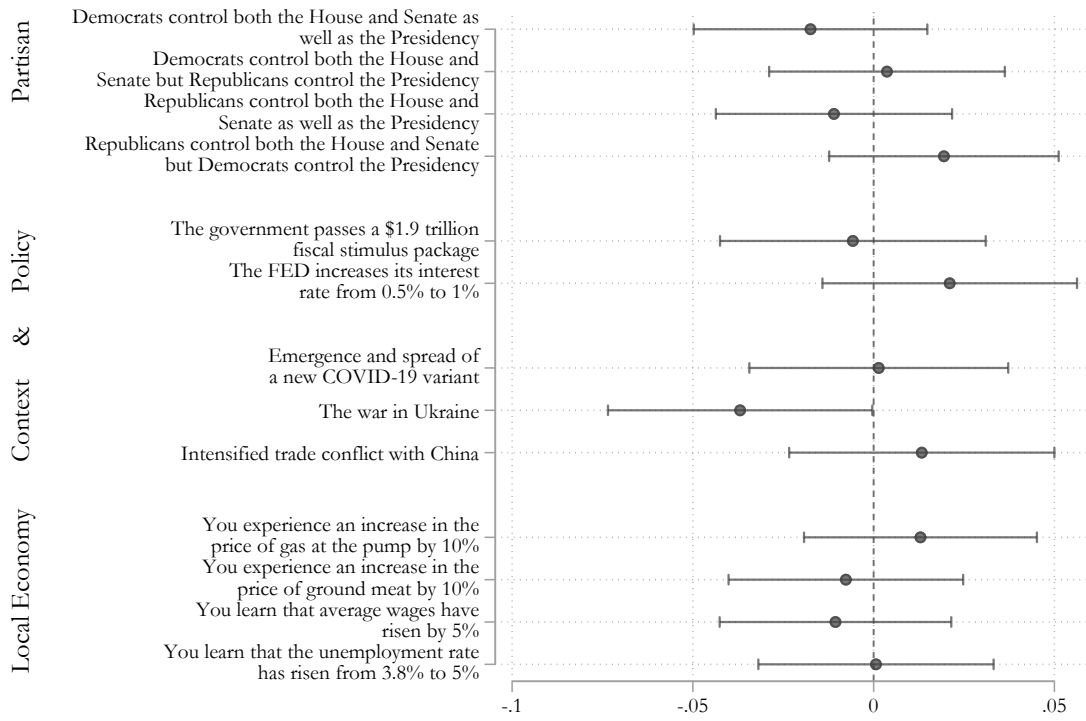 Partisan
Democrats control both the House and Senate as
well as the Presidency
Democrats control both the House and
Senate but Republicans control the Presidency
Republicans control both the House and
Senate as well as the Presidency
Republicans control both the House and Senate
but Democrats control the Presidency
Context & Policy
The government passes a $1.9 trillion
fiscal stimulus package
The FED increases its interest
rate from 0.5% to 1%
Emergence and spread of
a new COVID-19 variant
The war in Ukraine
Intensified trade conflict with China
Local Economy
You experience an increase in the
price of gas at the pump by 10%
You experience an increase in the
price of ground meat by 10%
You learn that average wages have
risen by 5%
You learn that the unemployment rate
has risen from 3.8% to 5%
-.1 -.05 0 .05